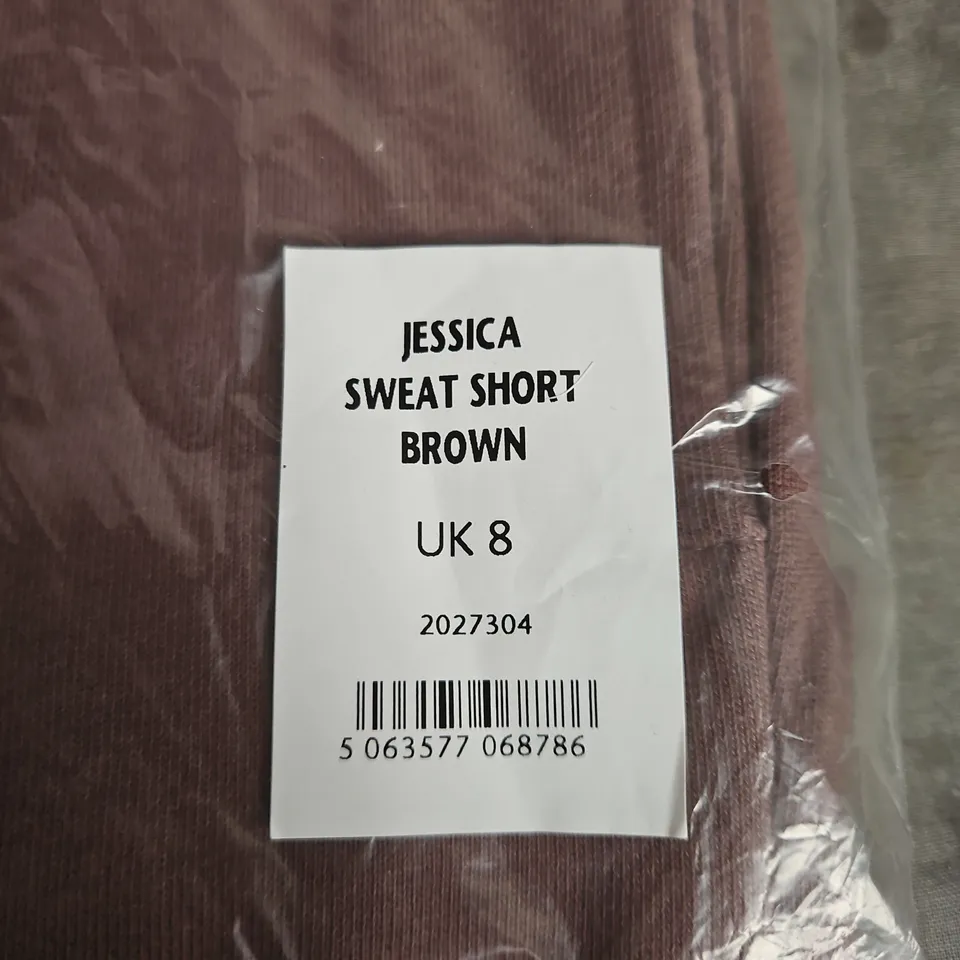 JESSICA
SWEAT SHORT
BROWN
UK 8
2027304
5 063577 068786